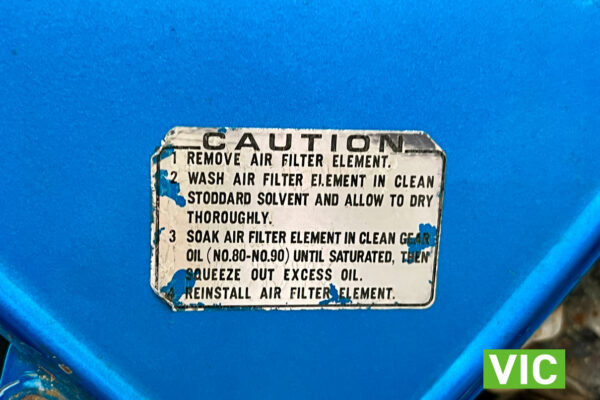 CAUTION
1 REMOVE AIR FILTER ELEMENT.
2 WASH AIR FILTER ELEMENT IN CLEAN
STODDARD SOLVENT AND ALLOW TO DRY
THOROUGHLY.
3 SOAK AIR FILTER ELEMENT IN CLEAN GEAR
OIL (NO.80-NO.90) UNTIL SATURATED, THEN
SQUEEZE OUT EXCESS OIL.
4 REINSTALL AIR FILTER ELEMENT.
VIC